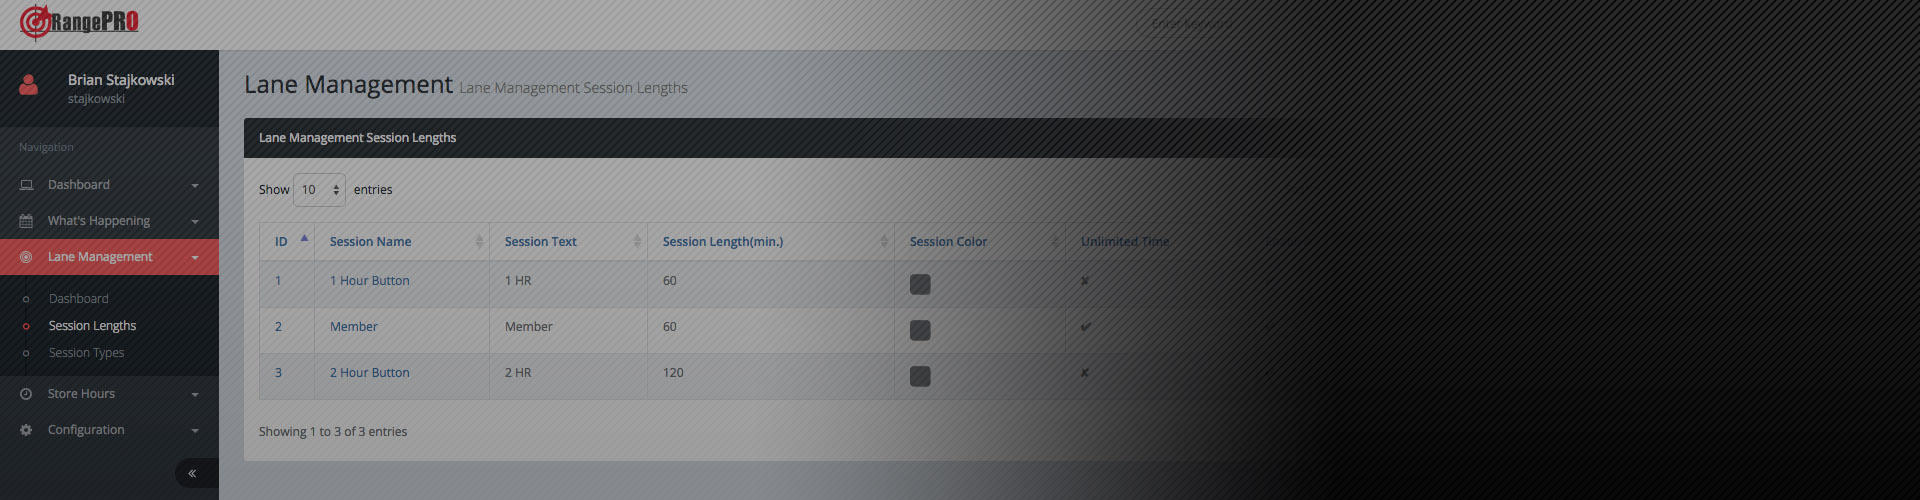 RangePRO
Enter
Brian Stajkowski
stajkowski
Navigation
Dashboard
What's Happening
Lane Management
Dashboard
Session Lengths
Session Types
Store Hours
Configuration
«
Lane Management Lane Management Session Lengths
Lane Management Session Lengths
Show 10 entries
ID Session Name Session Text Session Length(min.) Session Color Unlimited Time
1 1 Hour Button 1 HR 60 ✘
2 Member Member 60 ✔
3 2 Hour Button 2 HR 120 ✘
Showing 1 to 3 of 3 entries